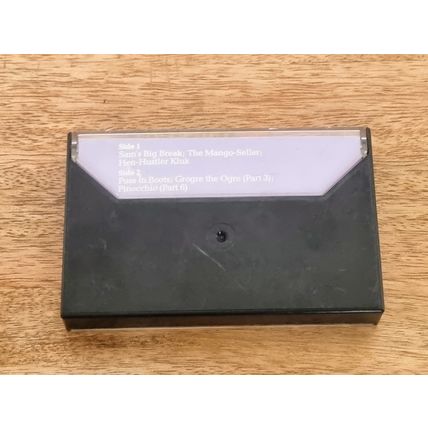 Side 1
Sam's Big Break; The Mango-Seller;
Hen-Hustler Kluk
Side 2
Puss in Boots; Grogre the Ogre (Part 3);
Pinocchio (Part 6)